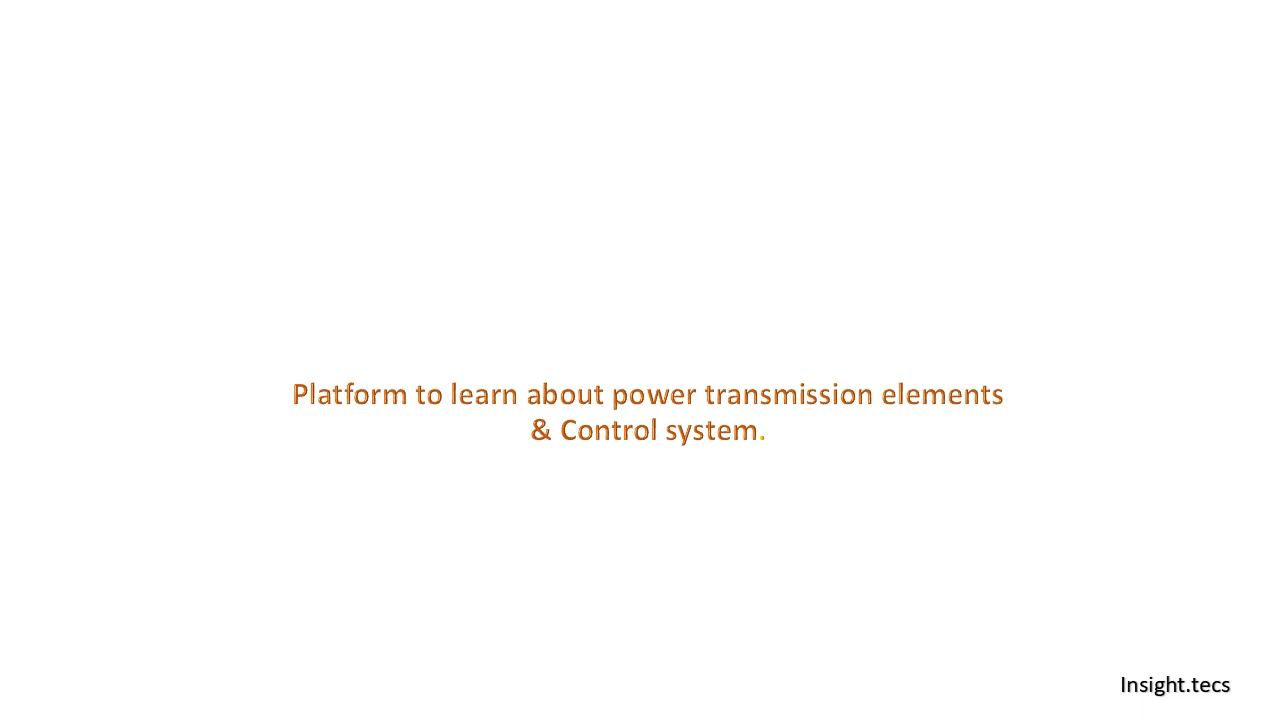 Platform to learn about power transmission elements
& Control system.
Insight.tecs